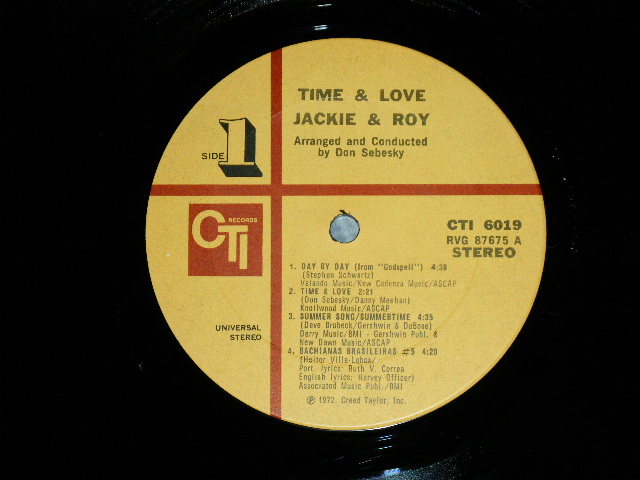 TIME & LOVE
JACKIE & ROY
Arranged and Conducted
by Don Sebesky
SIDE 1
CTI RECORDS
CTI 6019
RVG 87675 A
STEREO
UNIVERSAL
STEREO
1. DAY BY DAY (from "Godspell") 4:38
(Stephen Schwartz)
Valando Music/New Cadenza Music/ASCAP
2. TIME & LOVE 2:21
(Don Sebesky/Danny Meehan)
Knollwood Music/ASCAP
3. SUMMER SONG/SUMMERTIME 4:35
(Dave Brubeck/Gershwin & DuBose)
Derry Music/BMI - Gershwin Publ. &
New Dawn Music/ASCAP
4. BACHIANAS BRASILEIRAS #5 4:20
(Heitor Villa-Lobos/
Port. lyrics: Ruth V. Correa
English lyrics: Harvey Officer)
Associated Music Publ./BMI
℗ 1972, Creed Taylor, Inc.